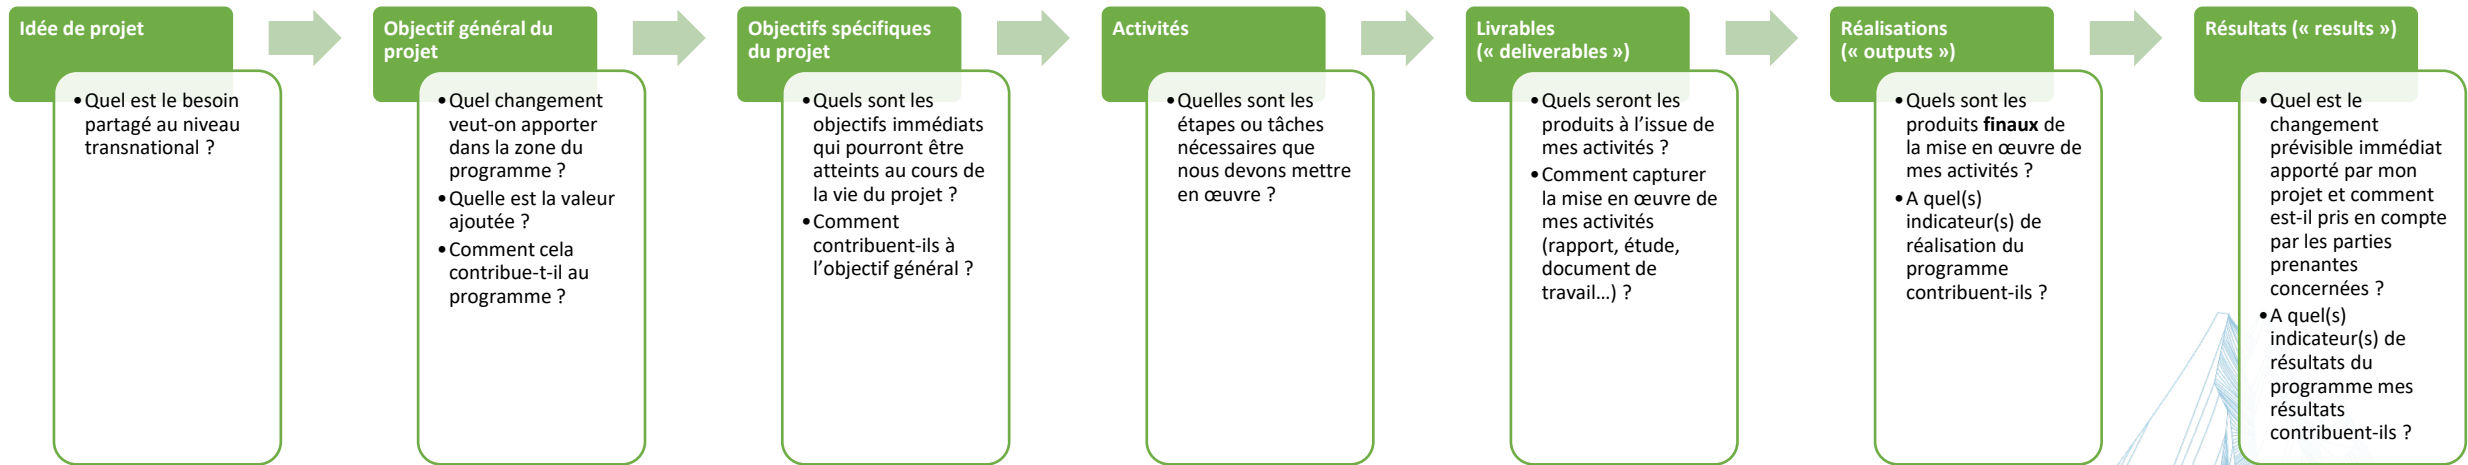 Idée de projet
• Quel est le besoin
partagé au niveau
transnational ?
Objectif général du
projet
• Quel changement
veut-on apporter
dans la zone du
programme ?
• Quelle est la valeur
ajoutée ?
• Comment cela
contribue-t-il au
programme ?
Objectifs spécifiques
du projet
• Quels sont les
objectifs immédiats
qui pourront être
atteints au cours de
la vie du projet ?
• Comment
contribuent-ils à
l’objectif général ?
Activités
• Quelles sont les
étapes ou tâches
nécessaires que
nous devons mettre
en œuvre ?
Livrables
(« deliverables »)
• Quels seront les
produits à l’issue de
mes activités ?
• Comment capturer
la mise en œuvre de
mes activités
(rapport, étude,
document de
travail…) ?
Réalisations
(« outputs »)
• Quels sont les
produits finaux de
la mise en œuvre de
mes activités ?
• A quel(s)
indicateur(s) de
réalisation du
programme
contribuent-ils ?
Résultats (« results »)
• Quel est le
changement
prévisible immédiat
apporté par mon
projet et comment
est-il pris en compte
par les parties
prenantes
concernées ?
• A quel(s)
indicateur(s) de
résultats du
programme mes
résultats
contribuent-ils ?